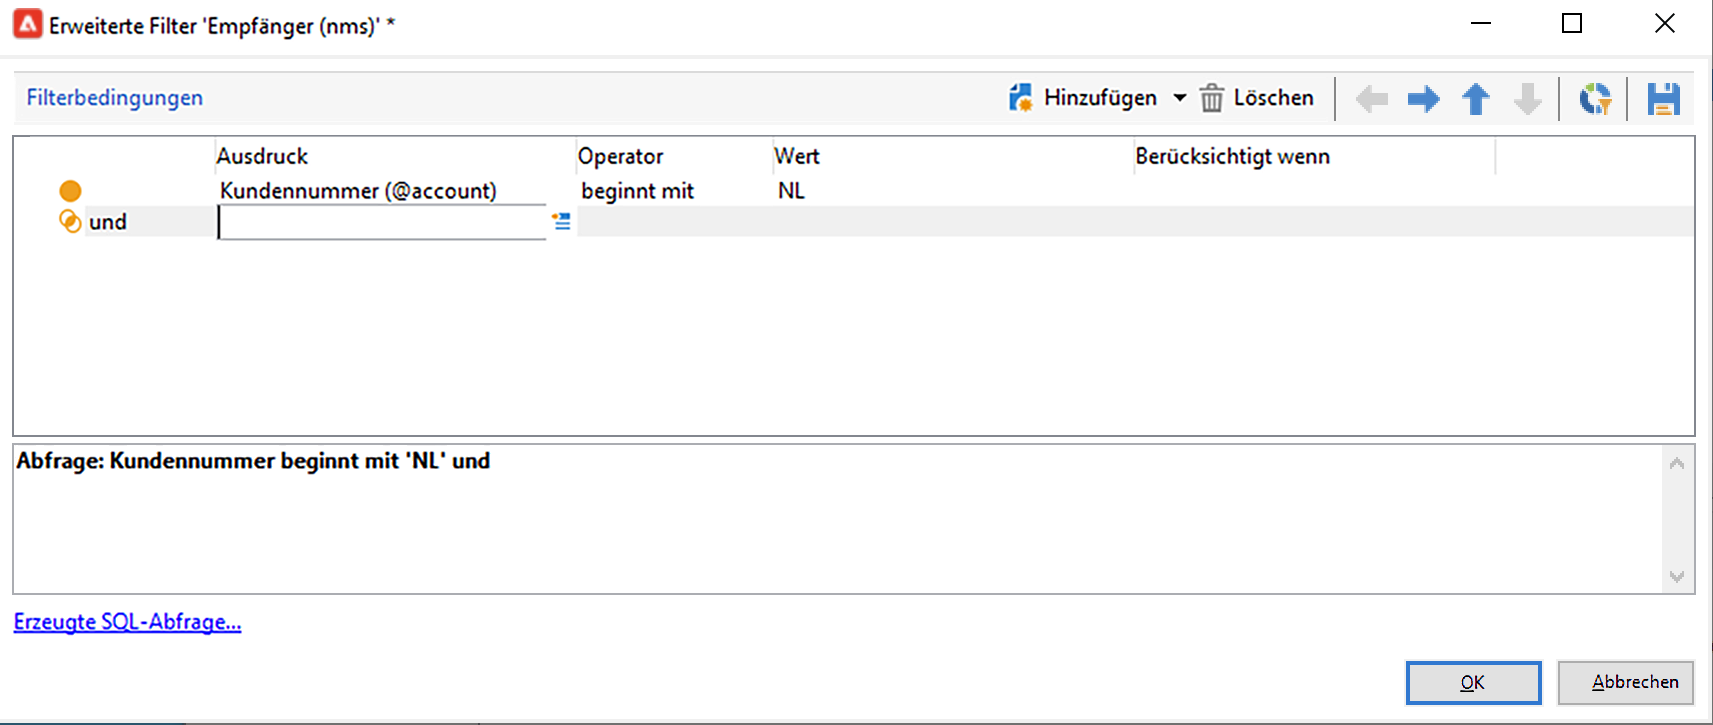 Erweiterte Filter 'Empfänger (nms)' *
Filterbedingungen Hinzufügen Löschen
Ausdruck Operator Wert Berücksichtigt wenn
Kundennummer (@account) beginnt mit NL
und
Abfrage: Kundennummer beginnt mit 'NL' und
Erzeugte SQL-Abfrage...
OK Abbrechen